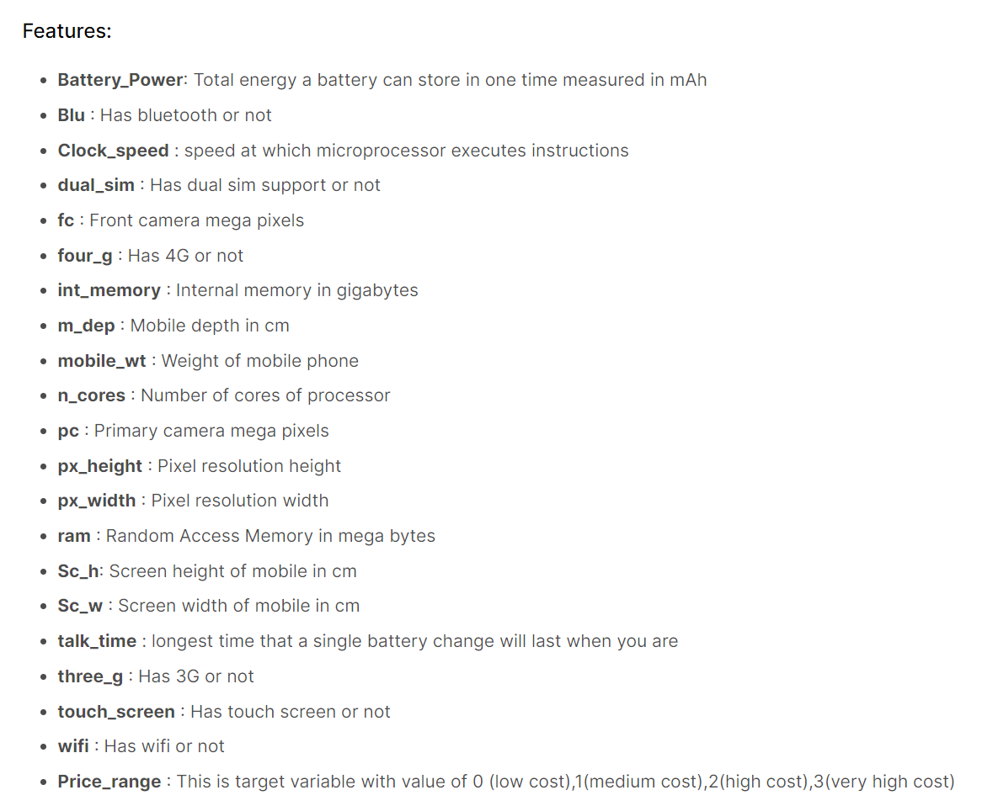 Features:
• Battery_Power: Total energy a battery can store in one time measured in mAh
• Blu : Has bluetooth or not
• Clock_speed : speed at which microprocessor executes instructions
• dual_sim : Has dual sim support or not
• fc : Front camera mega pixels
• four_g : Has 4G or not
• int_memory : Internal memory in gigabytes
• m_dep : Mobile depth in cm
• mobile_wt : Weight of mobile phone
• n_cores : Number of cores of processor
• pc : Primary camera mega pixels
• px_height : Pixel resolution height
• px_width : Pixel resolution width
• ram : Random Access Memory in mega bytes
• Sc_h: Screen height of mobile in cm
• Sc_w : Screen width of mobile in cm
• talk_time : longest time that a single battery change will last when you are
• three_g : Has 3G or not
• touch_screen : Has touch screen or not
• wifi : Has wifi or not
• Price_range : This is target variable with value of 0 (low cost),1(medium cost),2(high cost),3(very high cost)